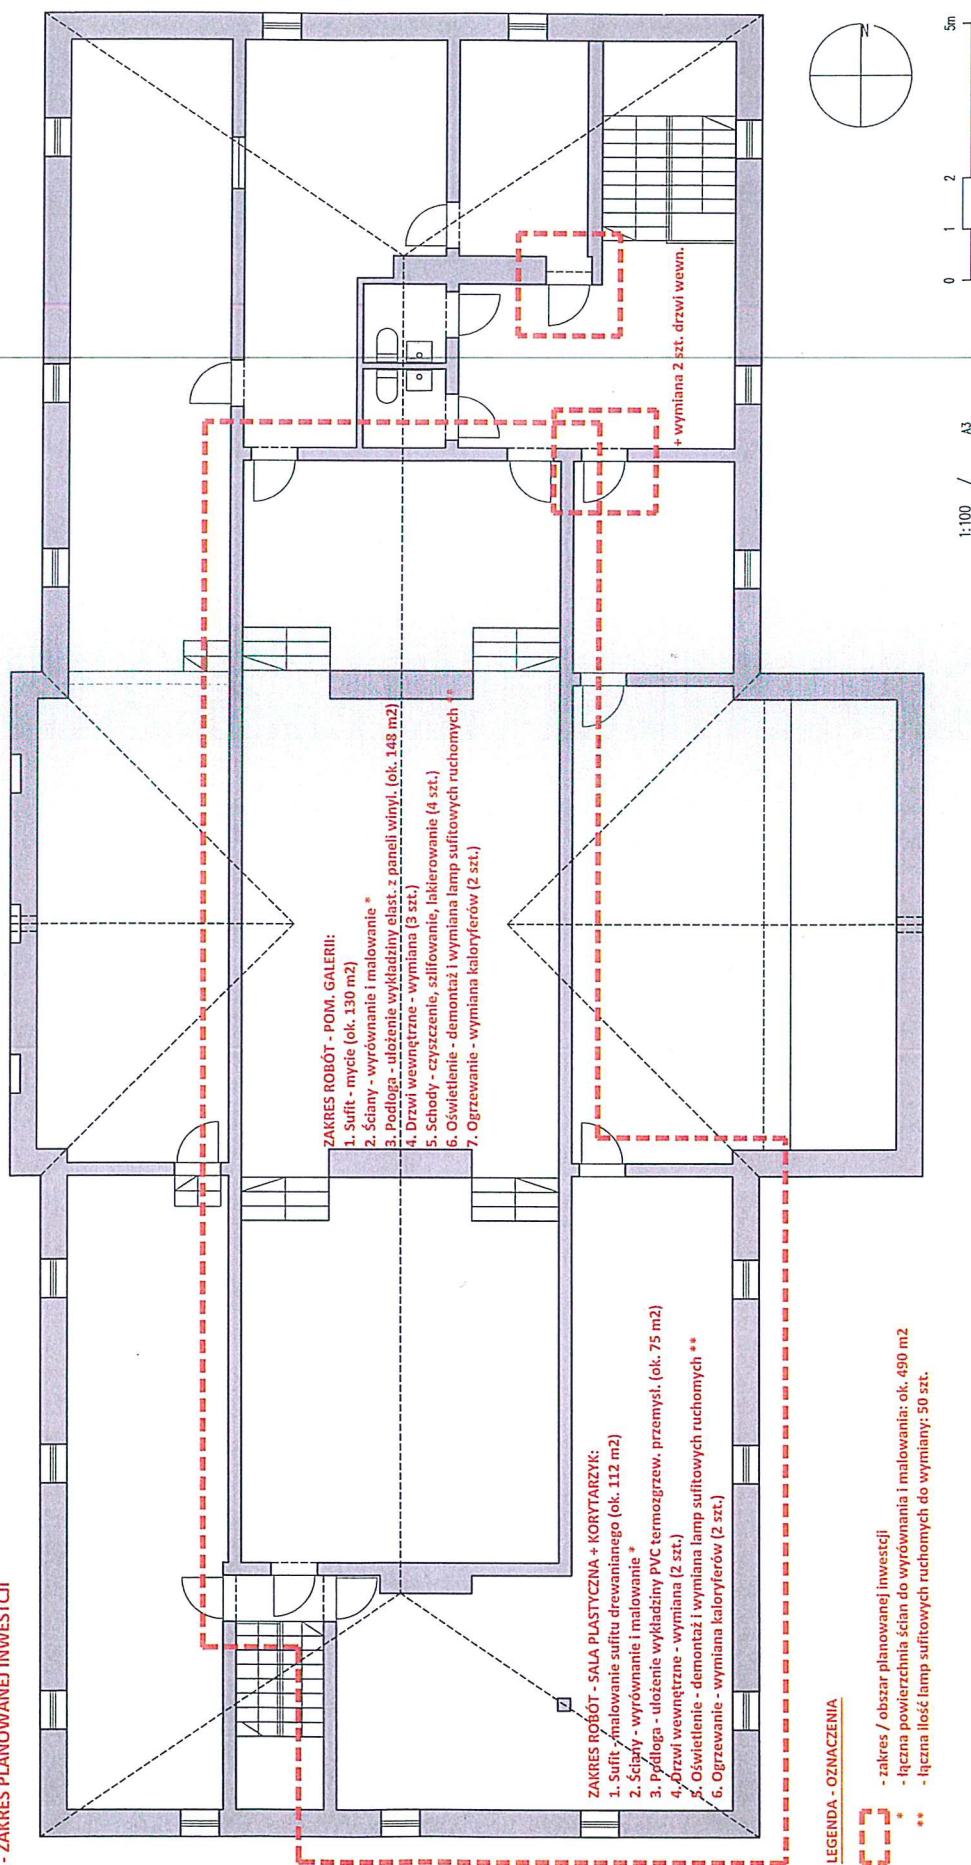 - ZAKRES PLANOWANEJ INWESTCJI
ZAKRES ROBÓT - POM. GALERII:
1. Sufit - mycie (ok. 130 m2)
2. Ściany - wyrównanie i malowanie *
3. Podłoga - ułożenie wykładziny elast. z paneli winyl. (ok. 148 m2)
4. Drzwi wewnętrzne - wymiana (3 szt.)
5. Schody - czyszczenie, szlifowanie, lakierowanie (4 szt.)
6. Oświetlenie - demontaż i wymiana lamp sufitowych ruchomych **
7. Ogrzewanie - wymiana kaloryferów (2 szt.)
+ wymiana 2 szt. drzwi wewn.
ZAKRES ROBÓT - SALA PLASTYCZNA + KORYTARZYK:
1. Sufit - malowanie sufitu drewnianego (ok. 112 m2)
2. Ściany - wyrównanie i malowanie *
3. Podłoga - ułożenie wykładziny PVC termozgrzew. przemysł. (ok. 75 m2)
4. Drzwi wewnętrzne - wymiana (2 szt.)
5. Oświetlenie - demontaż i wymiana lamp sufitowych ruchomych **
6. Ogrzewanie - wymiana kaloryferów (2 szt.)
LEGENDA - OZNACZENIA
- zakres / obszar planowanej inwestcji
* - łączna powierzchnia ścian do wyrównania i malowania: ok. 490 m2
** - łączna ilość lamp sufitowych ruchomych do wymiany: 50 szt.
N
0 1 2 5m
1:100 / A3